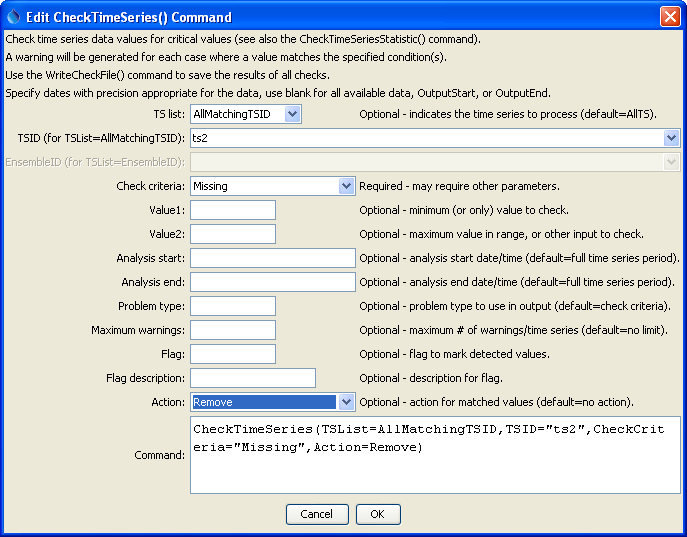 Edit CheckTimeSeries() Command
Check time series data values for critical values (see also the CheckTimeSeriesStatistic() command).
A warning will be generated for each case where a value matches the specified condition(s).
Use the WriteCheckFile() command to save the results of all checks.
Specify dates with precision appropriate for the data, use blank for all available data, OutputStart, or OutputEnd.
TS list: AllMatchingTSID Optional - indicates the time series to process (default=AllTS).
TSID (for TSList=AllMatchingTSID): ts2
EnsembleID (for TSList=EnsembleID):
Check criteria: Missing Required - may require other parameters.
Value1: Optional - minimum (or only) value to check.
Value2: Optional - maximum value in range, or other input to check.
Analysis start: Optional - analysis start date/time (default=full time series period).
Analysis end: Optional - analysis end date/time (default=full time series period).
Problem type: Optional - problem type to use in output (default=check criteria).
Maximum warnings: Optional - maximum # of warnings/time series (default=no limit).
Flag: Optional - flag to mark detected values.
Flag description: Optional - description for flag.
Action: Remove Optional - action for matched values (default=no action).
Command: CheckTimeSeries(TSList=AllMatchingTSID,TSID="ts2",CheckCrit
eria="Missing",Action=Remove)
Cancel OK